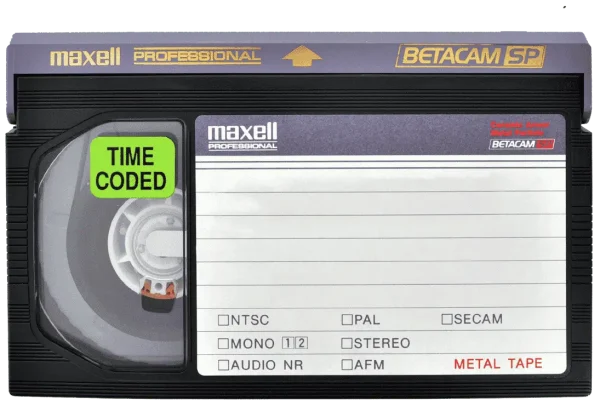 maxell PROFESSIONAL BETACAM SP
TIME
CODED
maxell
PROFESSIONAL
BETACAM
□NTSC □PAL □SECAM
□MONO 1 2 □STEREO
□AUDIO NR □AFM METAL TAPE